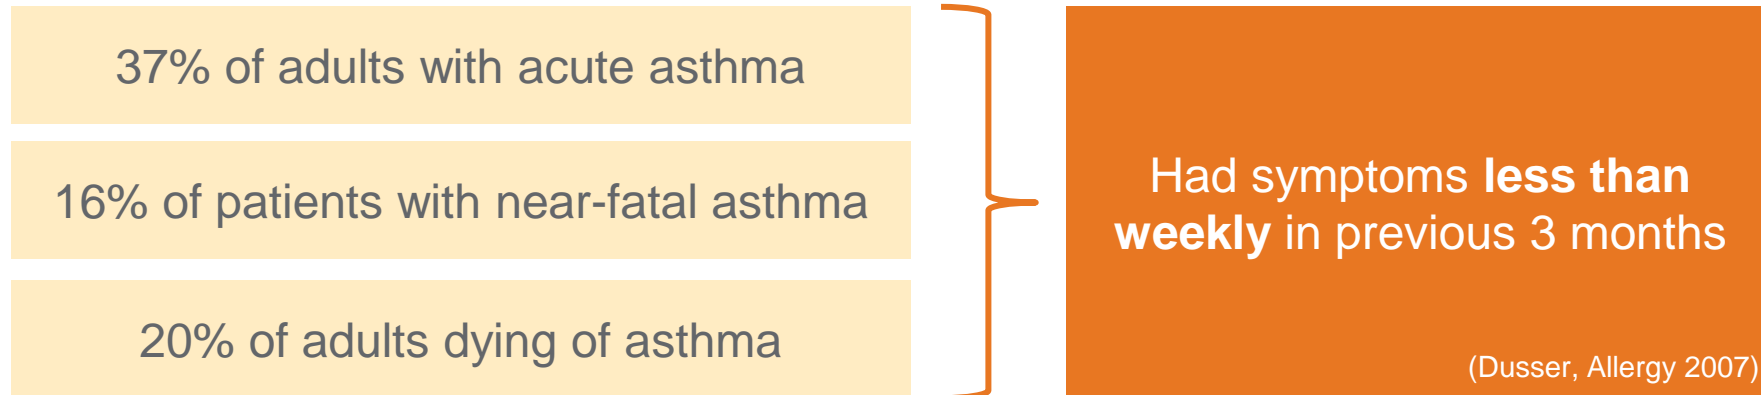 37% of adults with acute asthma
16% of patients with near-fatal asthma
20% of adults dying of asthma
Had symptoms less than
weekly in previous 3 months
(Dusser, Allergy 2007)